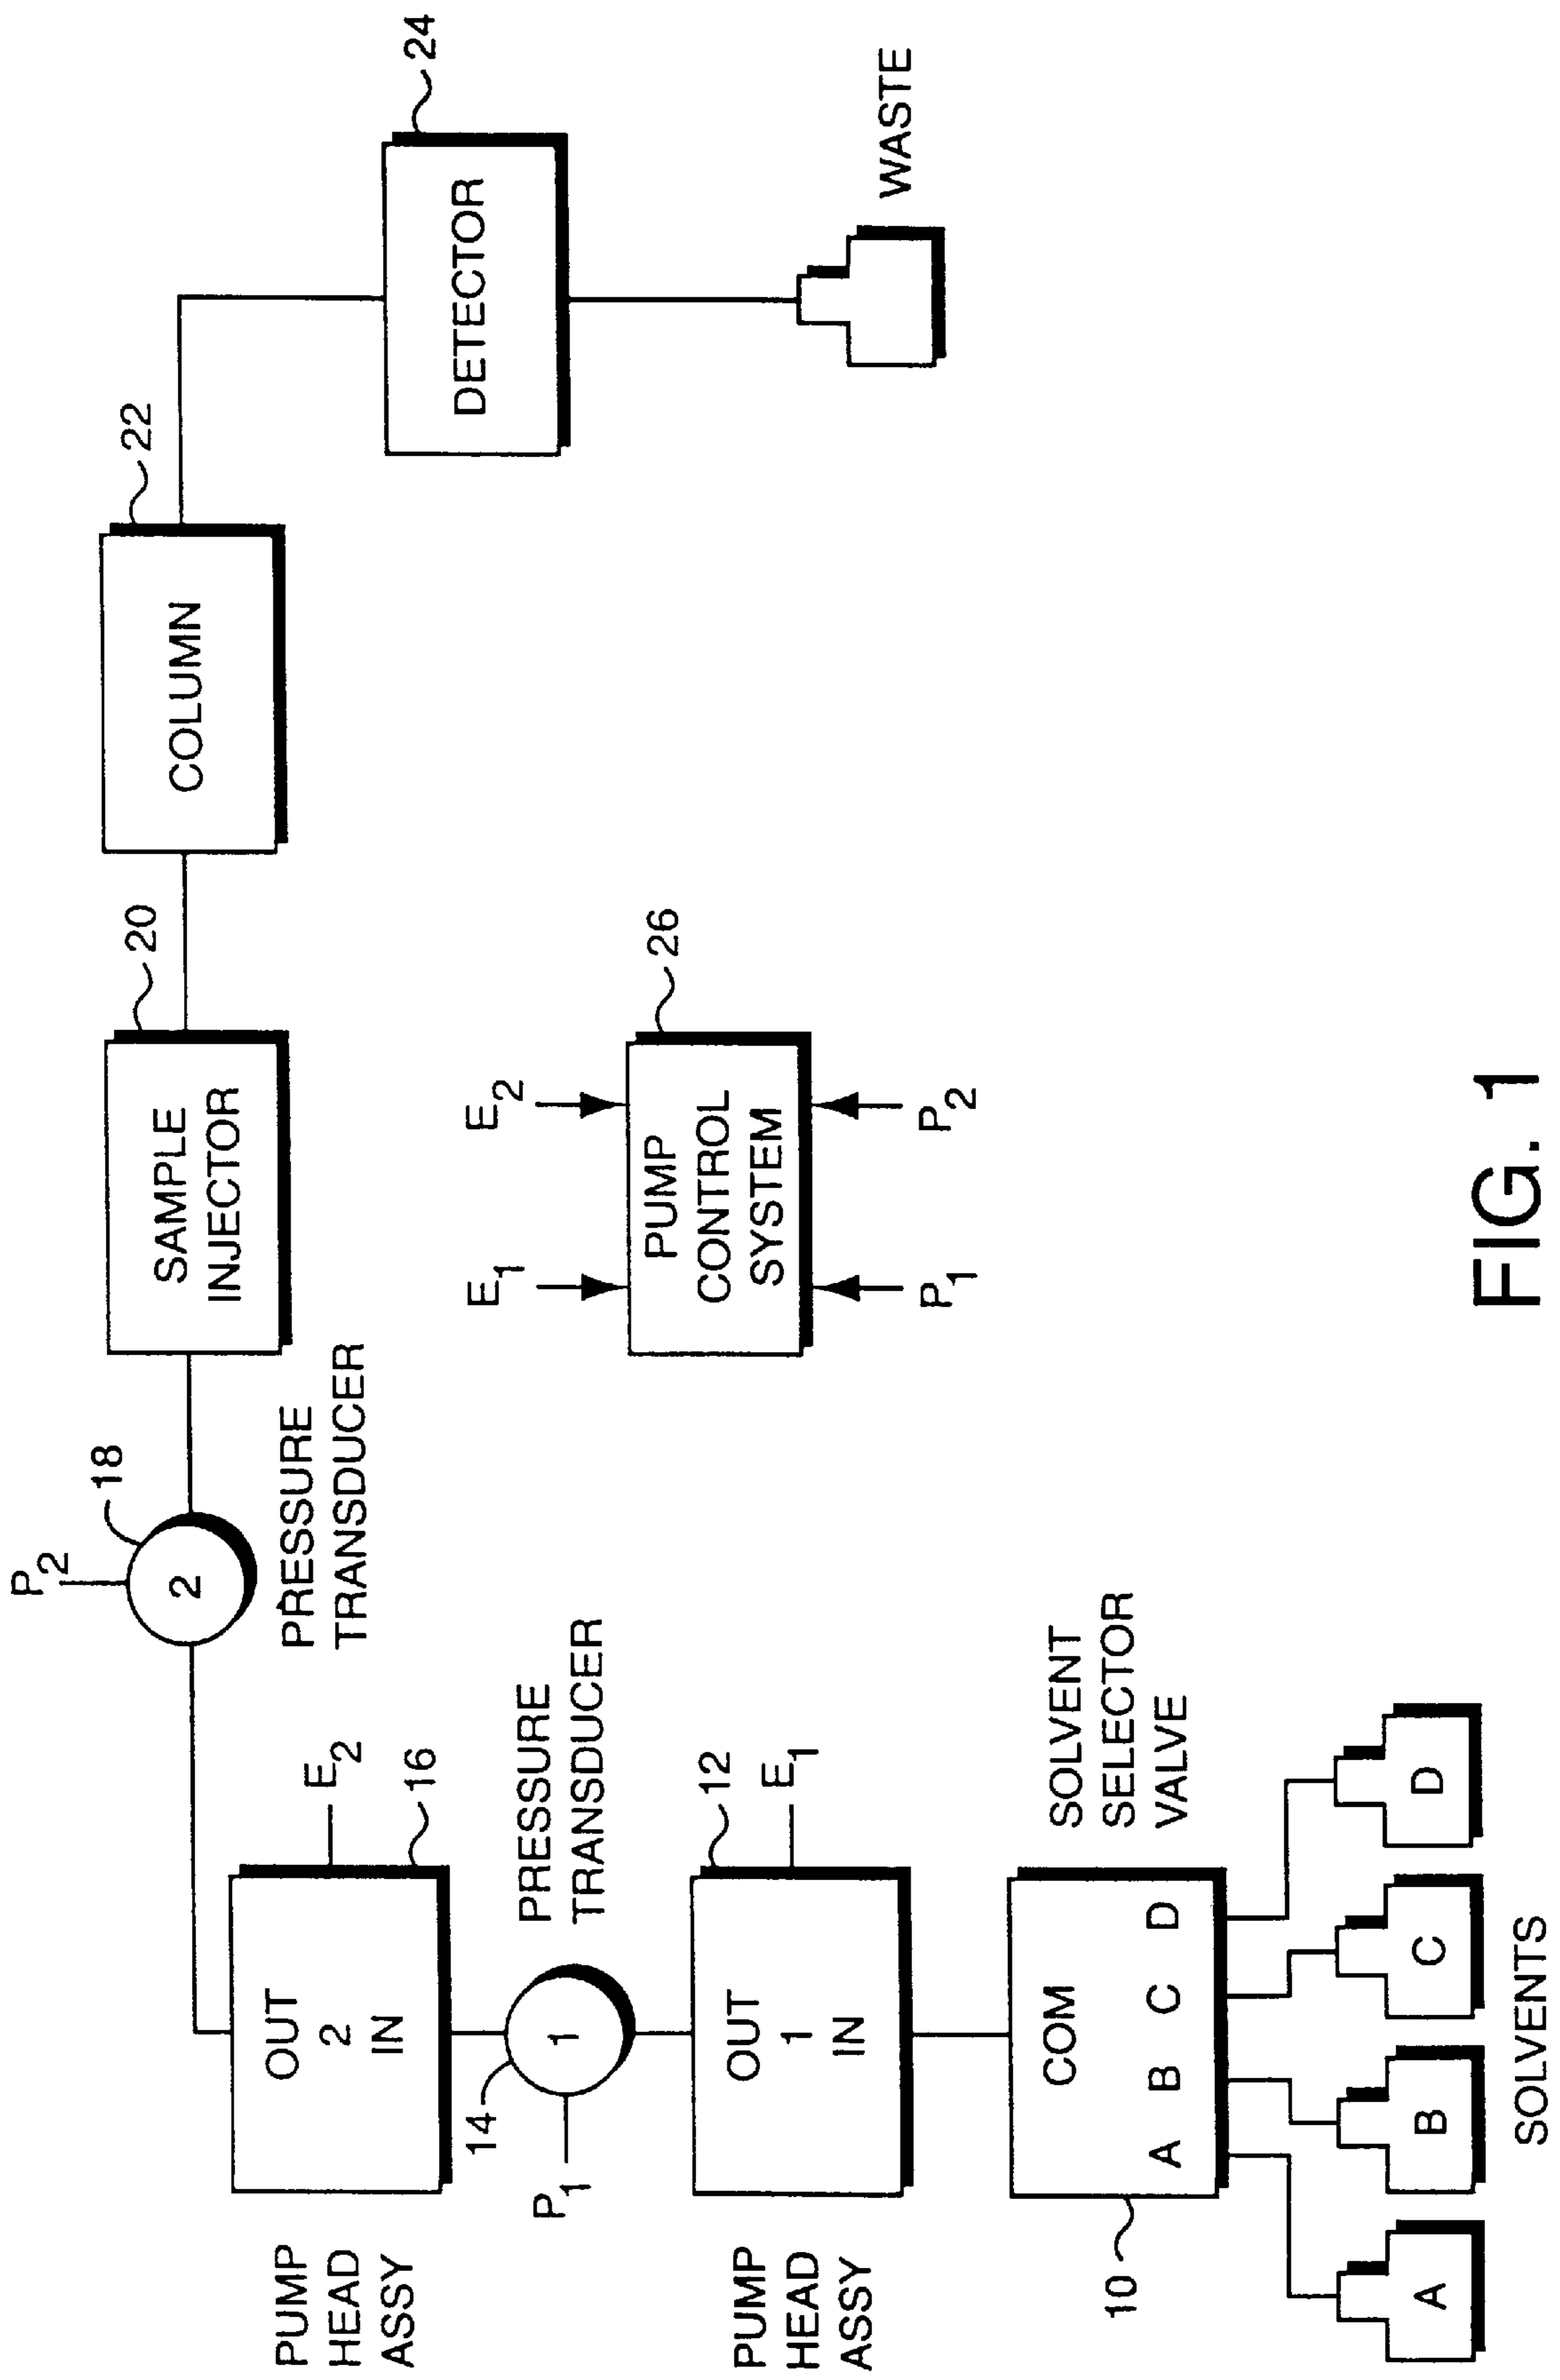 P2
18
2
PRESSURE
TRANSDUCER
SAMPLE
INJECTOR
20
COLUMN
22
DETECTOR
24
WASTE
PUMP
HEAD
ASSY
OUT
2
IN
E2
16
14
1
P1
PRESSURE
TRANSDUCER
E1
E2
PUMP
CONTROL
SYSTEM
26
P1
P2
PUMP
HEAD
ASSY
OUT
1
IN
12
E1
10
COM
A B C D
SOLVENT
SELECTOR
VALVE
A
B
C
D
SOLVENTS
FIG. 1